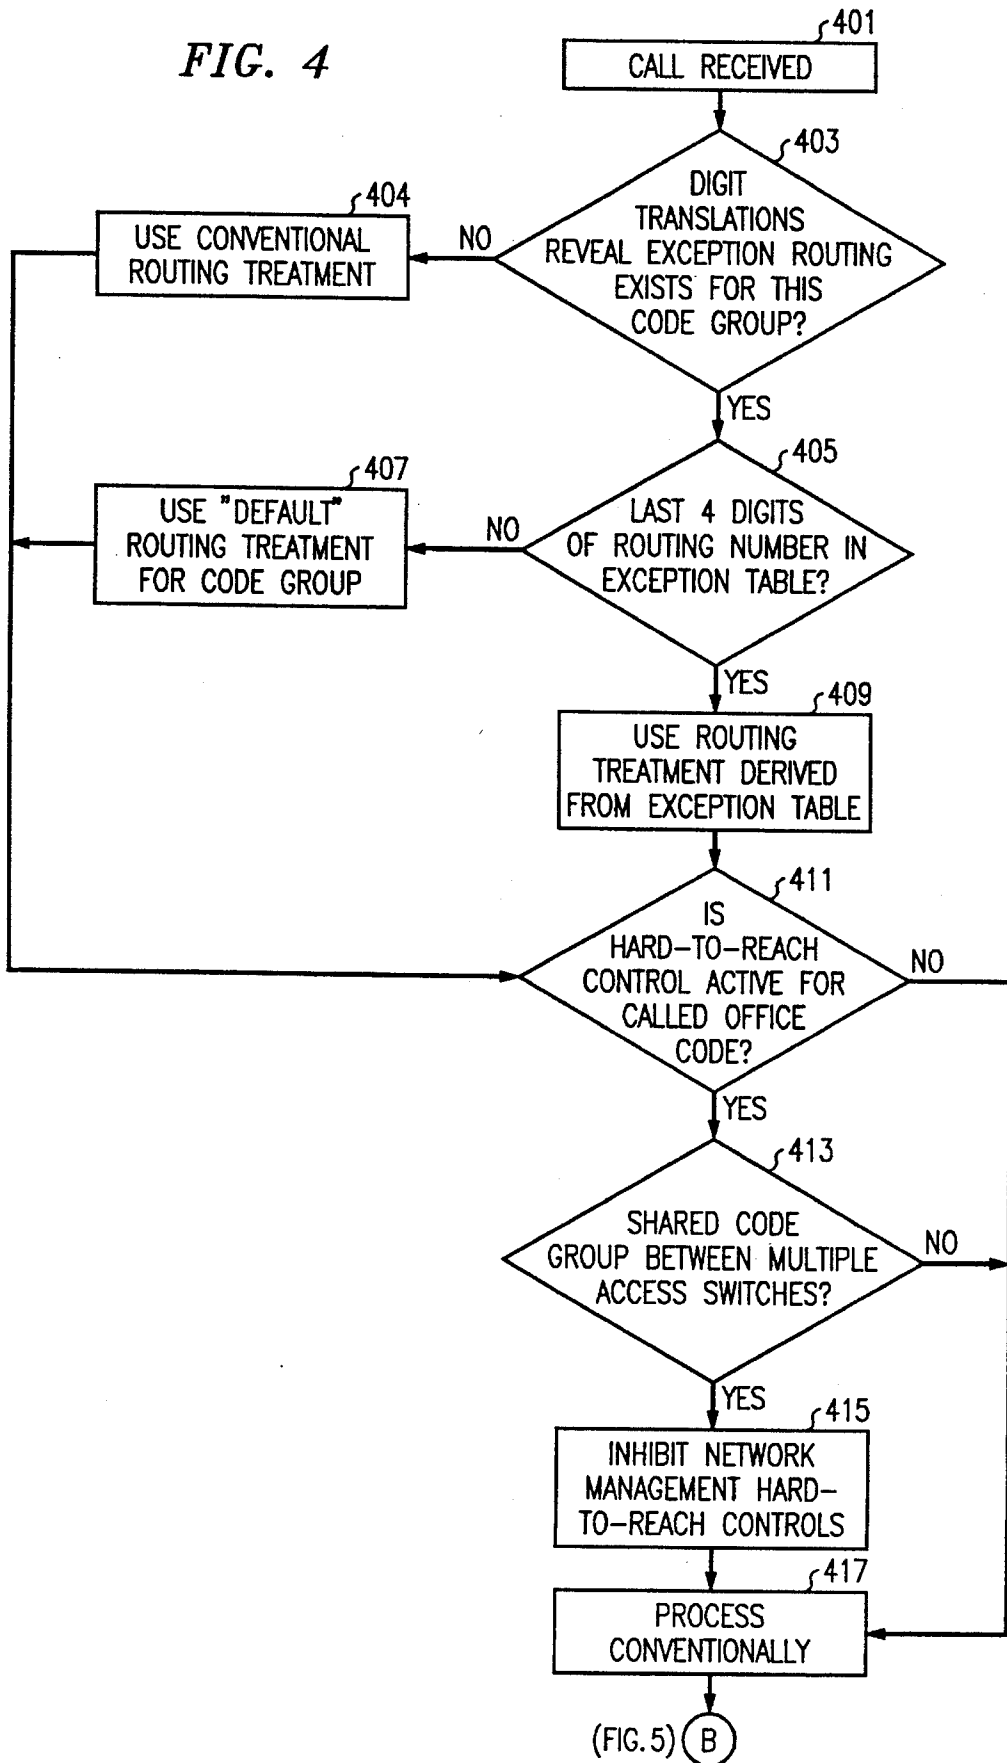 FIG. 4
401
CALL RECEIVED
403
DIGIT
TRANSLATIONS
REVEAL EXCEPTION ROUTING
EXISTS FOR THIS
CODE GROUP?
NO
404
USE CONVENTIONAL
ROUTING TREATMENT
YES
405
LAST 4 DIGITS
OF ROUTING NUMBER IN
EXCEPTION TABLE?
NO
407
USE "DEFAULT"
ROUTING TREATMENT
FOR CODE GROUP
YES
409
USE ROUTING
TREATMENT DERIVED
FROM EXCEPTION TABLE
411
IS
HARD-TO-REACH
CONTROL ACTIVE FOR
CALLED OFFICE
CODE?
NO
YES
413
SHARED CODE
GROUP BETWEEN MULTIPLE
ACCESS SWITCHES?
NO
YES
415
INHIBIT NETWORK
MANAGEMENT HARD-
TO-REACH CONTROLS
417
PROCESS
CONVENTIONALLY
(FIG. 5) B